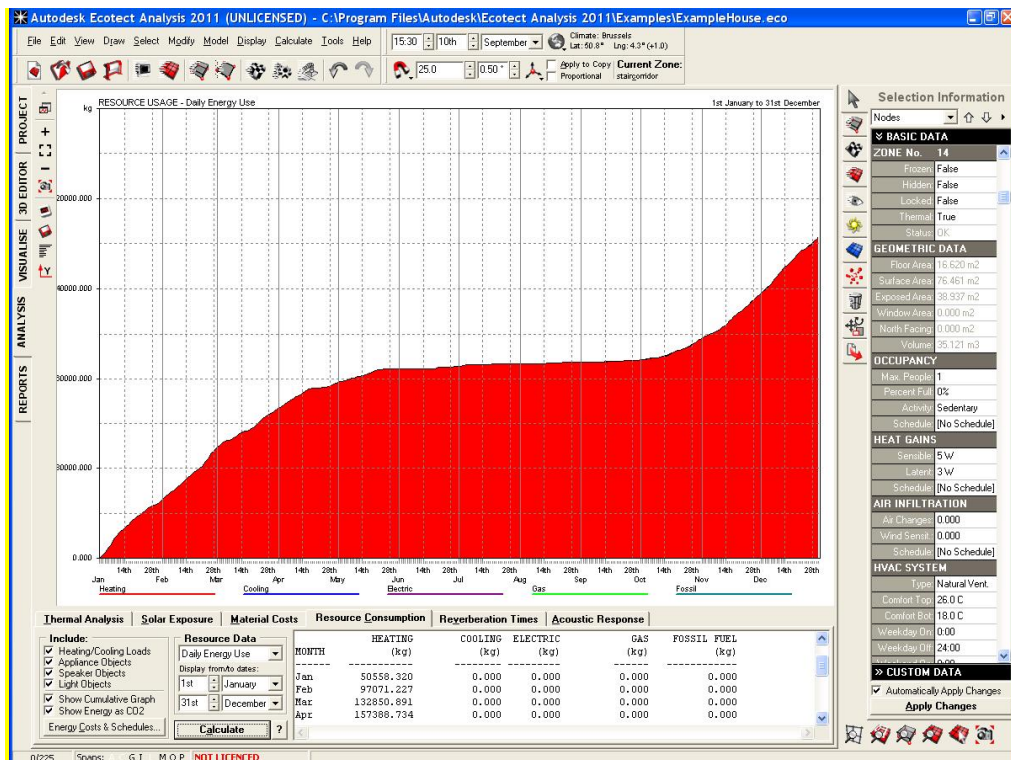 Autodesk Ecotect Analysis 2011 (UNLICENSED) - C:\Program Files\Autodesk\Ecotect Analysis 2011\Examples\ExampleHouse.eco
File Edit View Draw Select Modify Model Display Calculate Tools Help
15:30 10th September
Climate: Brussels
Lat: 50.8° Lng: 4.3° (+1.0)
25.0 0.50 °
Apply to Copy
Proportional
Current Zone:
stairgorridor
PROJECT
3D EDITOR
VISUALISE
ANALYSIS
REPORTS
RESOURCE USAGE - Daily Energy Use 1st January to 31st December
kg
20000.000
40000.000
80000.000
0.000
14th 28th 14th 28th 14th 28th 14th 28th 14th 28th 14th 28th 14th 28th 14th 28th 14th 28th 14th 28th 14th 28th 14th 28th
Jan Feb Mar Apr May Jun Jul Aug Sep Oct Nov Dec
Heating Cooling Electric Gas Fossil
Thermal Analysis Solar Exposure Material Costs Resource Consumption Reverberation Times Acoustic Response
Include:
Heating/Cooling Loads
Appliance Objects
Speaker Objects
Light Objects
Show Cumulative Graph
Show Energy as CO2
Energy Costs & Schedules...
Resource Data
Daily Energy Use
Display from/to dates:
1st January
31st December
Calculate ?
HEATING COOLING ELECTRIC GAS FOSSIL FUEL
MONTH (kg) (kg) (kg) (kg) (kg)
Jan 50558.320 0.000 0.000 0.000 0.000
Feb 97071.227 0.000 0.000 0.000 0.000
Mar 132850.891 0.000 0.000 0.000 0.000
Apr 157388.734 0.000 0.000 0.000 0.000
Selection Information
Nodes
BASIC DATA
ZONE No. 14
Frozen: False
Hidden: False
Locked: False
Thermal: True
Status: OK
GEOMETRIC DATA
Floor Area: 16.620 m2
Surface Area: 76.461 m2
Exposed Area: 38.937 m2
Window Area: 0.000 m2
North Facing: 0.000 m2
Volume: 35.121 m3
OCCUPANCY
Max. People: 1
Percent Full: 0%
Activity: Sedentary
Schedule: [No Schedule]
HEAT GAINS
Sensible: 5 W
Latent: 3 W
Schedule: [No Schedule]
AIR INFILTRATION
Air Changes: 0.000
Wind Sensit.: 0.000
Schedule: [No Schedule]
HVAC SYSTEM
Type: Natural Vent.
Comfort Top: 26.0 C
Comfort Bot: 18.0 C
Weekday On: 0:00
Weekday Off: 24:00
CUSTOM DATA
Automatically Apply Changes
Apply Changes
0/225 Snaps: G I M O P NOT LICENCED